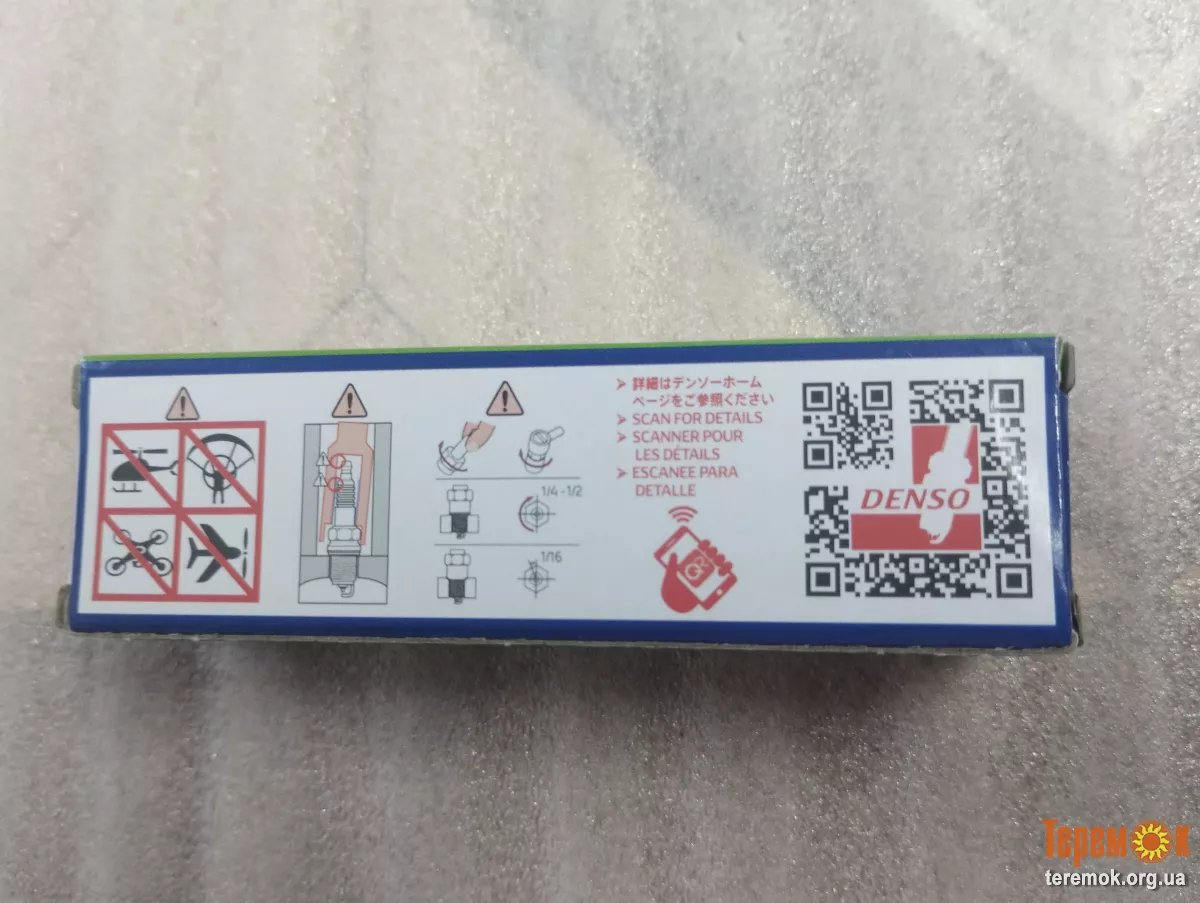 ➤ 詳細はデンソーホーム
ページをご参照ください
➤ SCAN FOR DETAILS
➤ SCANNER POUR
LES DÉTAILS
➤ ESCANEE PARA
DETALLE
1/4 - 1/2
1/16
QR
DENSO
Теремок
teremok.org.ua